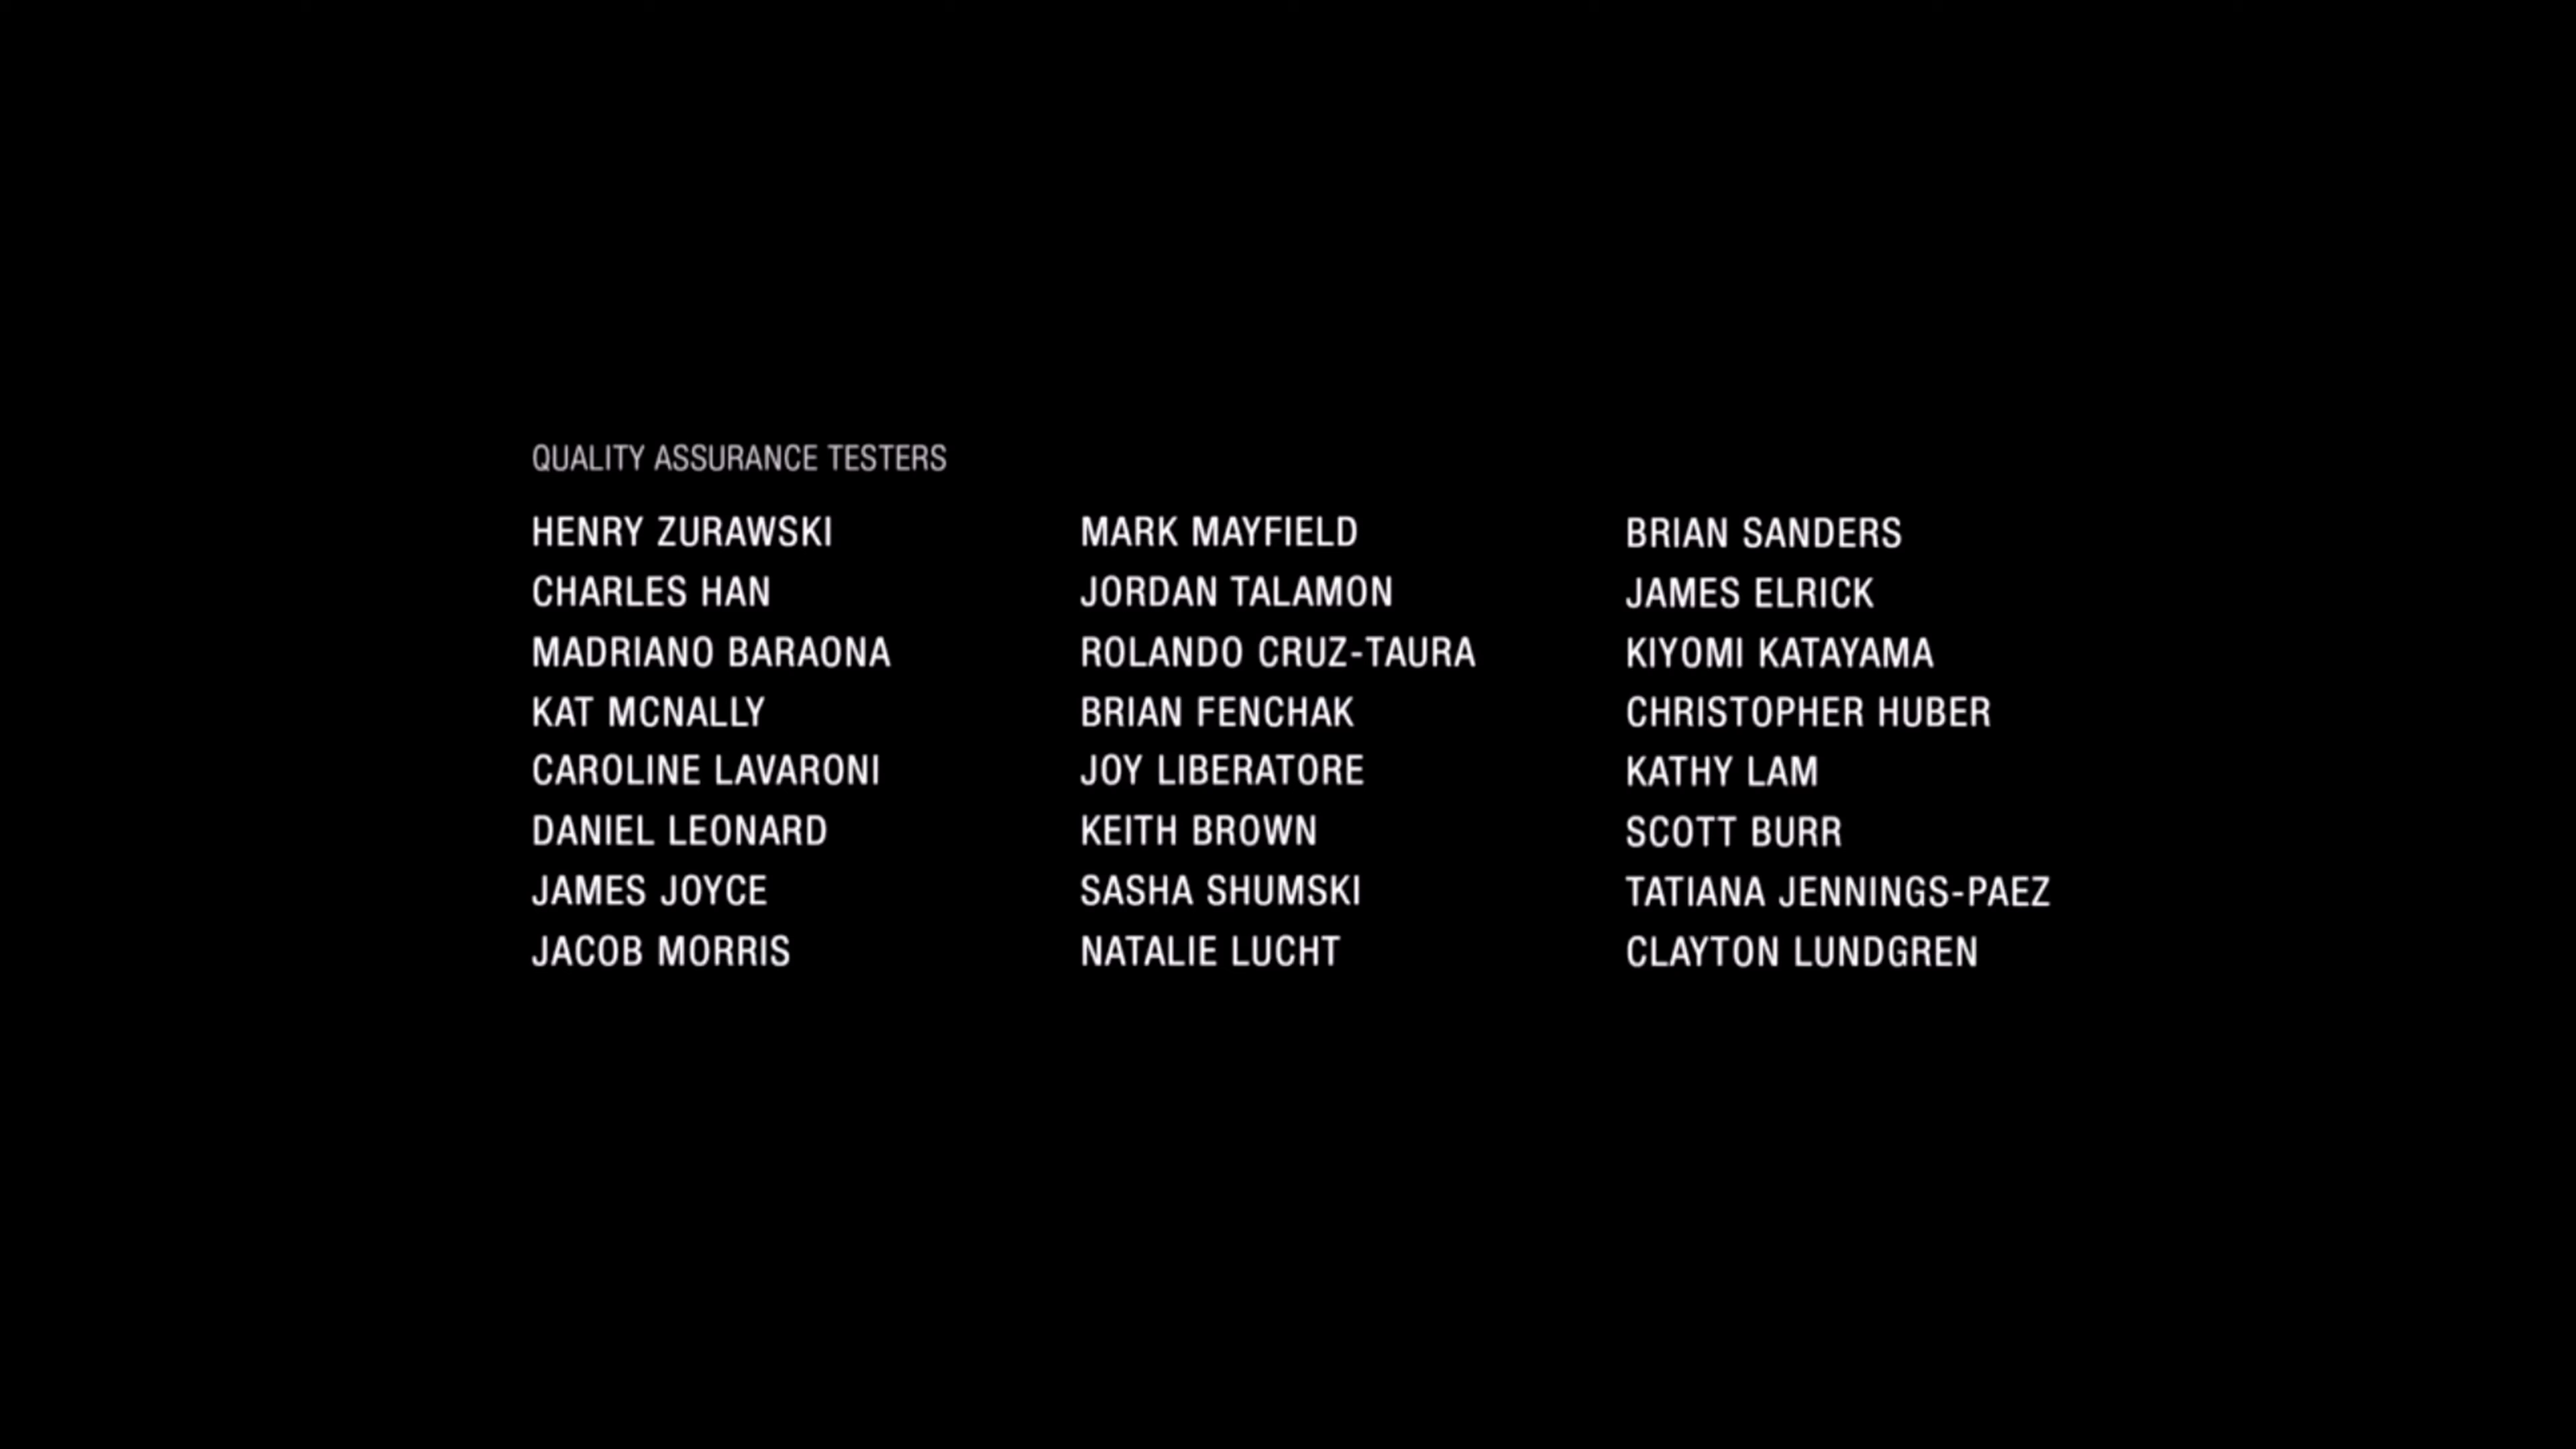 QUALITY ASSURANCE TESTERS
HENRY ZURAWSKI
CHARLES HAN
MADRIANO BARAONA
KAT MCNALLY
CAROLINE LAVARONI
DANIEL LEONARD
JAMES JOYCE
JACOB MORRIS
MARK MAYFIELD
JORDAN TALAMON
ROLANDO CRUZ-TAURA
BRIAN FENCHAK
JOY LIBERATORE
KEITH BROWN
SASHA SHUMSKI
NATALIE LUCHT
BRIAN SANDERS
JAMES ELRICK
KIYOMI KATAYAMA
CHRISTOPHER HUBER
KATHY LAM
SCOTT BURR
TATIANA JENNINGS-PAEZ
CLAYTON LUNDGREN